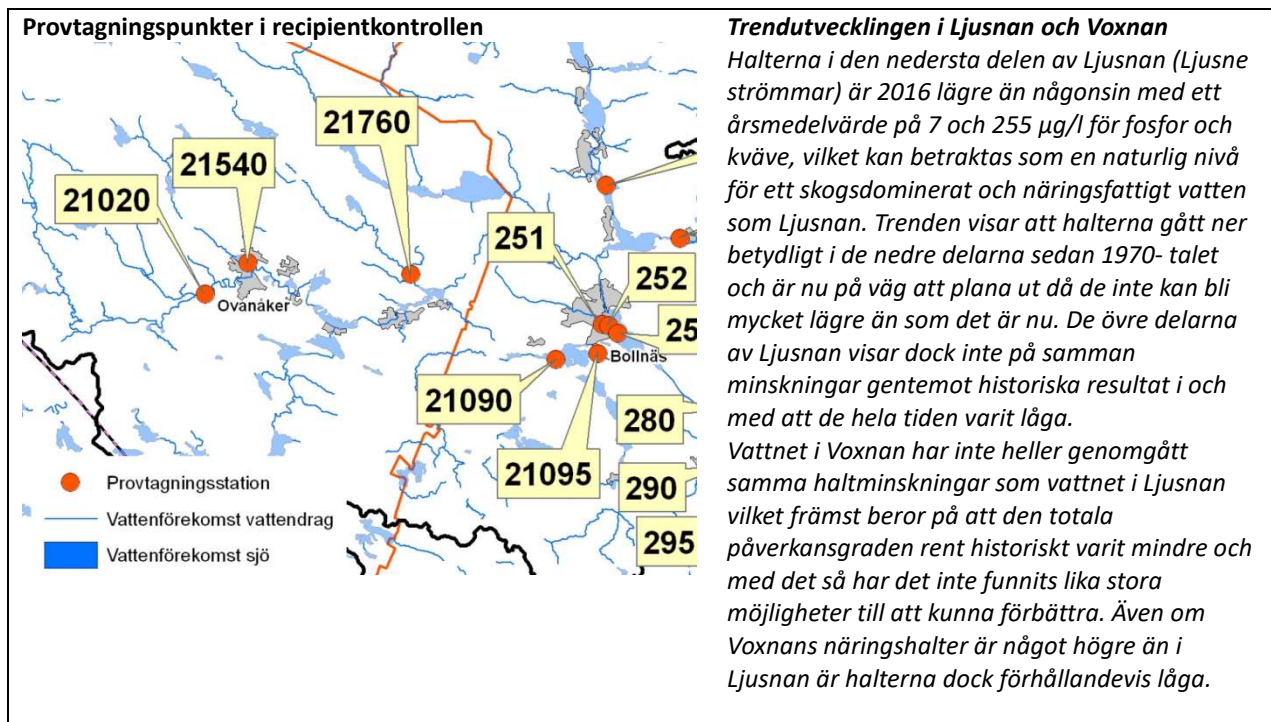 Provtagningspunkter i recipientkontrollen
21760
21540
21020
251
252
25
Ovanåker
Bollnäs
21090
280
21095
290
295
Provtagningsstation
Vattenförekomst vattendrag
Vattenförekomst sjö
Trendutvecklingen i Ljusnan och Voxnan
Halterna i den nedersta delen av Ljusnan (Ljusne
strömmar) är 2016 lägre än någonsin med ett
årsmedelvärde på 7 och 255 µg/l för fosfor och
kväve, vilket kan betraktas som en naturlig nivå
för ett skogsdominerat och näringsfattigt vatten
som Ljusnan. Trenden visar att halterna gått ner
betydligt i de nedre delarna sedan 1970- talet
och är nu på väg att plana ut då de inte kan bli
mycket lägre än som det är nu. De övre delarna
av Ljusnan visar dock inte på samman
minskningar gentemot historiska resultat i och
med att de hela tiden varit låga.
Vattnet i Voxnan har inte heller genomgått
samma haltminskningar som vattnet i Ljusnan
vilket främst beror på att den totala
påverkansgraden rent historiskt varit mindre och
med det så har det inte funnits lika stora
möjligheter till att kunna förbättra. Även om
Voxnans näringshalter är något högre än i
Ljusnan är halterna dock förhållandevis låga.